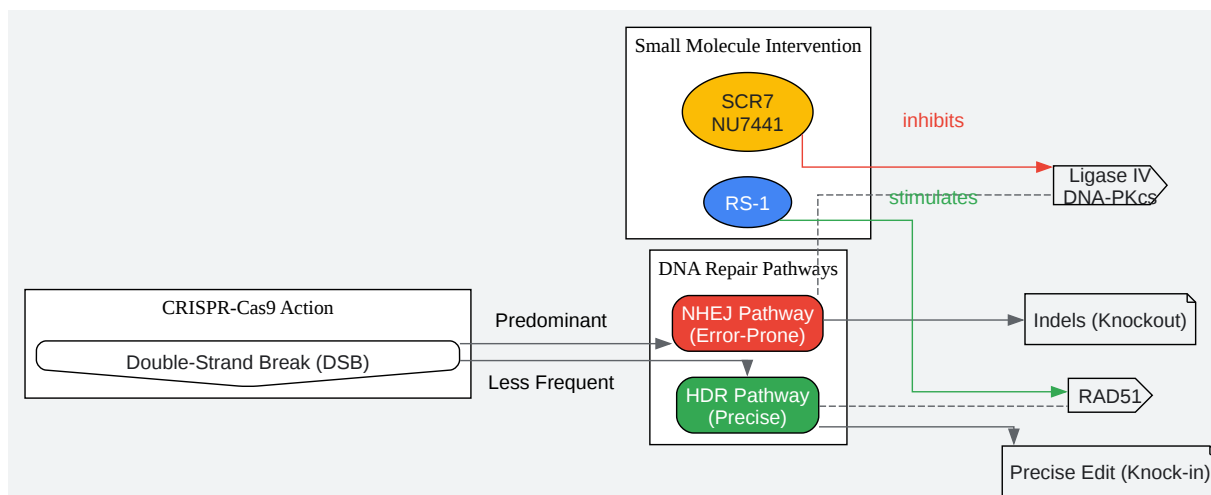 Small Molecule Intervention
SCR7
NU7441
inhibits
Ligase IV
DNA-PKcs
RS-1
stimulates
DNA Repair Pathways
CRISPR-Cas9 Action
NHEJ Pathway
(Error-Prone)
Predominant
Indels (Knockout)
Double-Strand Break (DSB)
Less Frequent
HDR Pathway
(Precise)
RAD51
Precise Edit (Knock-in)